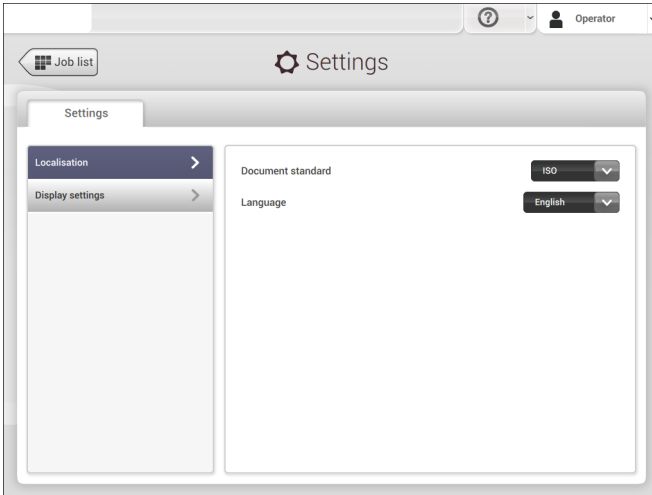 Operator
Job list
Settings
Settings
Localisation
Display settings
Document standard
ISO
Language
English